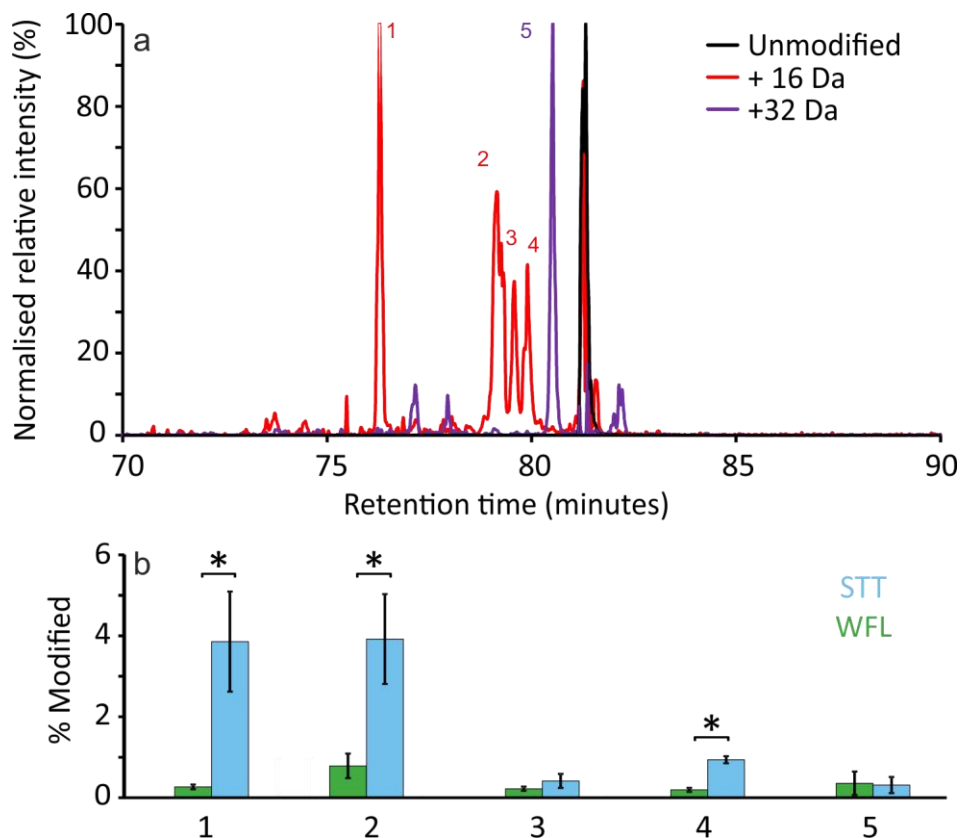 a
Normalised relative intensity (%)
100
80
60
40
20
0
1
2
3
4
5
Unmodified
+ 16 Da
+32 Da
70
75
80
85
90
Retention time (minutes)
b
% Modified
6
4
2
0
*
*
*
STT
WFL
1
2
3
4
5